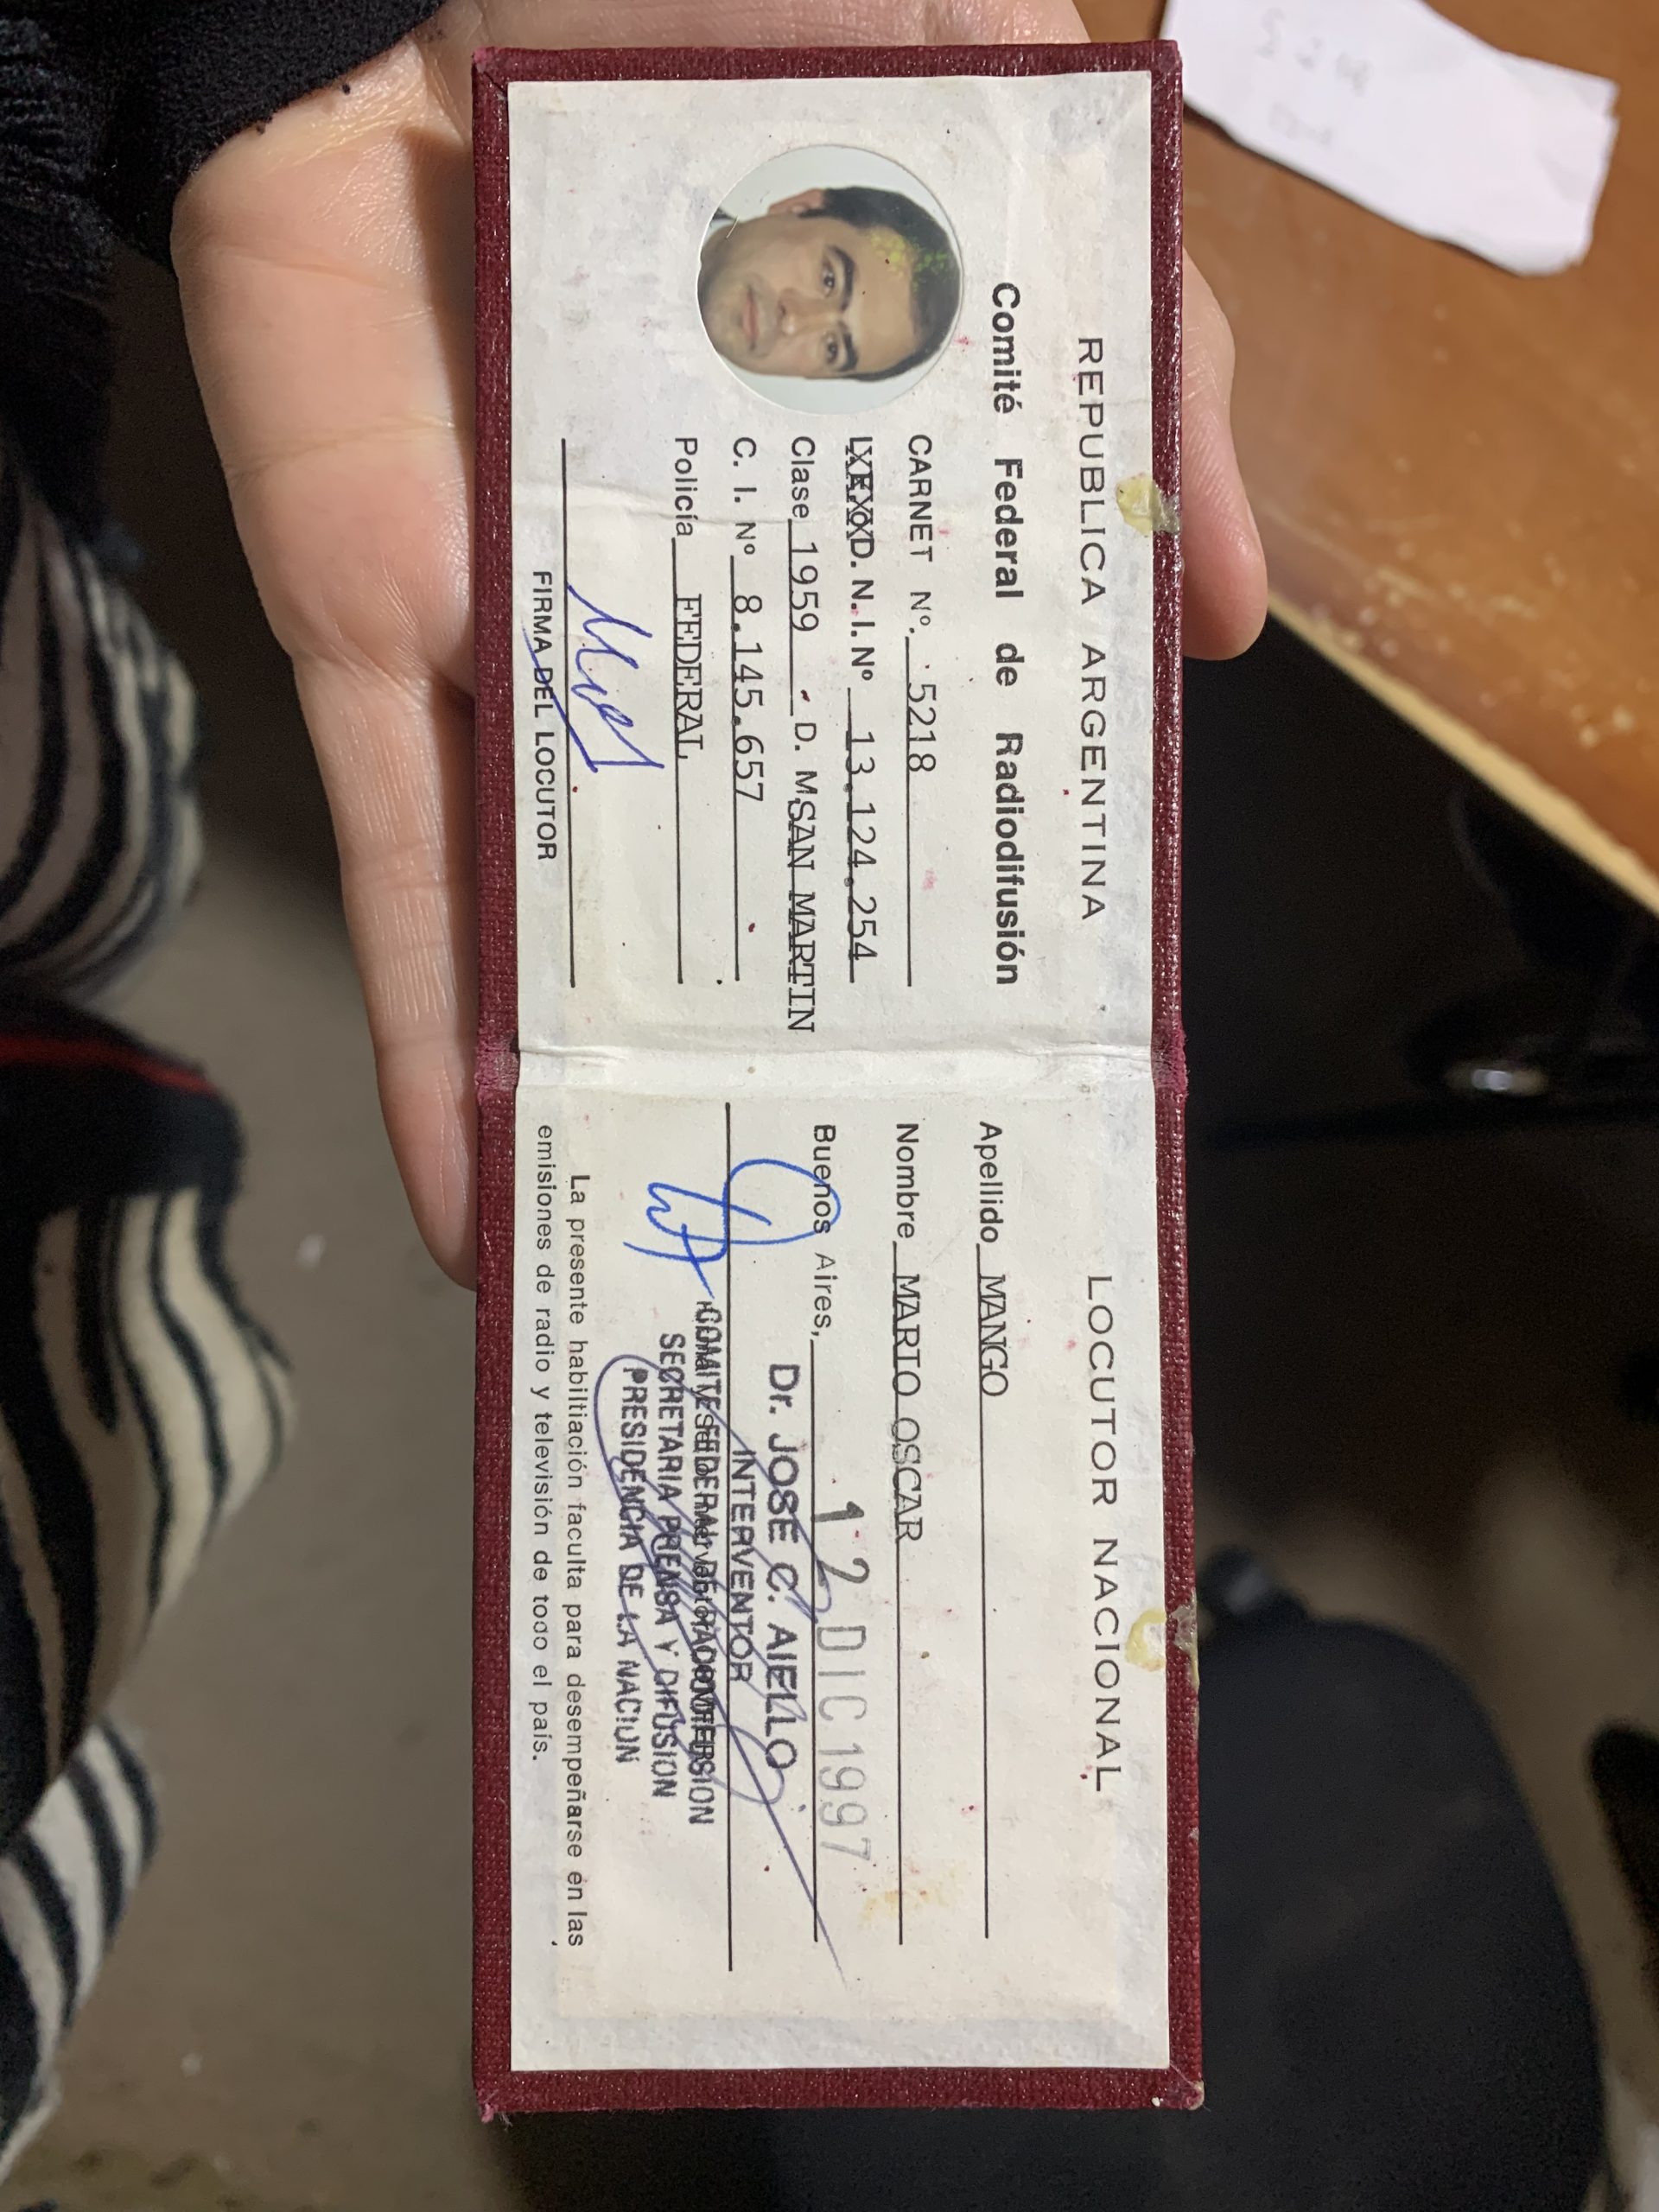 REPUBLICA ARGENTINA
Comité Federal de Radiodifusión
CARNET Nº. 5218
D. N. I. Nº 13.124.254
Clase 1959 D. M SAN MARTIN
C. I. Nº 8.145.657
Policía FEDERAL
FIRMA DEL LOCUTOR
LOCUTOR NACIONAL
Apellido MANGO
Nombre MARIO OSCAR
Buenos Aires, 12 DIC 1997
Dr. JOSE C. AIELLO
INTERVENTOR
COMITE FEDERAL DE RADIODIFUSION
SECRETARIA PRENSA Y DIFUSION
PRESIDENCIA DE LA NACION
La presente habiltiación faculta para desempeñarse en las
emisiones de radio y televisión de todo el país.